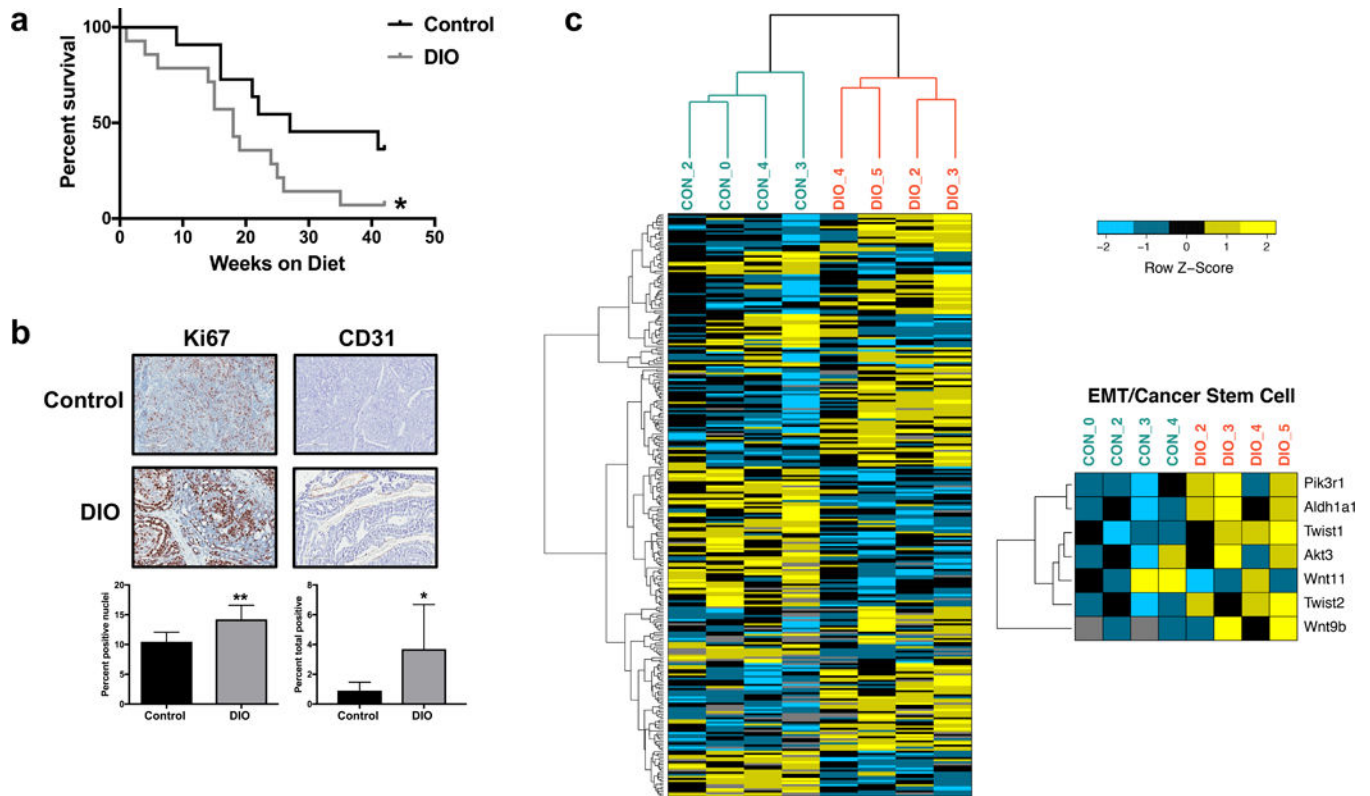 a
Control
DIO
Percent survival
100
50
0
0 10 20 30 40 50
Weeks on Diet
*
b
Ki67 CD31
Control
DIO
Percent positive nuclei
20
15
10
5
0
**
Control DIO
Percent total positive
8
6
4
2
0
*
Control DIO
c
CON_2 CON_0 CON_4 CON_3 DIO_4 DIO_5 DIO_2 DIO_3
-2 -1 0 1 2
Row Z-Score
EMT/Cancer Stem Cell
CON_0 CON_2 CON_3 CON_4 DIO_2 DIO_3 DIO_4 DIO_5
Pik3r1
Aldh1a1
Twist1
Akt3
Wnt11
Twist2
Wnt9b